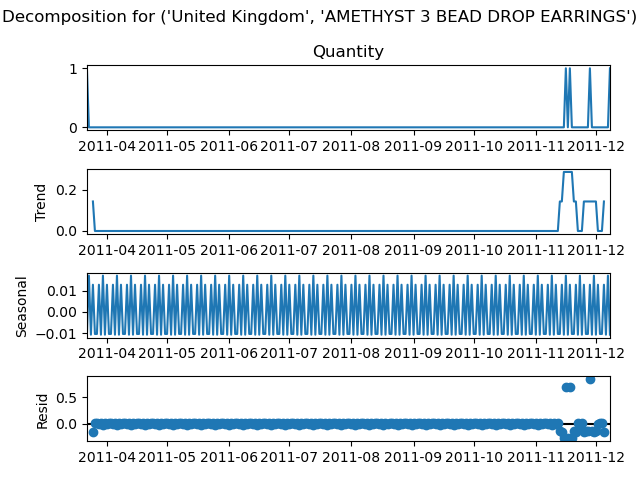 Decomposition for ('United Kingdom', 'AMETHYST 3 BEAD DROP EARRINGS')
Quantity
1
0
2011-04 2011-05 2011-06 2011-07 2011-08 2011-09 2011-10 2011-11 2011-12
Trend
0.2
0.0
2011-04 2011-05 2011-06 2011-07 2011-08 2011-09 2011-10 2011-11 2011-12
Seasonal
0.01
0.00
−0.01
2011-04 2011-05 2011-06 2011-07 2011-08 2011-09 2011-10 2011-11 2011-12
Resid
0.5
0.0
2011-04 2011-05 2011-06 2011-07 2011-08 2011-09 2011-10 2011-11 2011-12